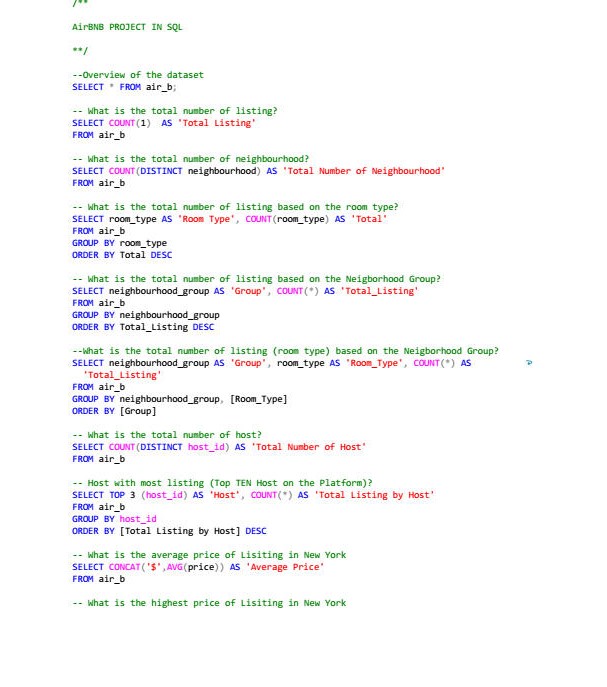 /**
AirBNB PROJECT IN SQL
**/
--Overview of the dataset
SELECT * FROM air_b;
-- What is the total number of listing?
SELECT COUNT(1)  AS 'Total Listing'
FROM air_b
-- What is the total number of neighbourhood?
SELECT COUNT(DISTINCT neighbourhood) AS 'Total Number of Neighbourhood'
FROM air_b
-- What is the total number of listing based on the room type?
SELECT room_type AS 'Room Type', COUNT(room_type) AS 'Total'
FROM air_b
GROUP BY room_type
ORDER BY Total DESC
-- What is the total number of listing based on the Neigborhood Group?
SELECT neighbourhood_group AS 'Group', COUNT(*) AS 'Total_Listing'
FROM air_b
GROUP BY neighbourhood_group
ORDER BY Total_Listing DESC
--What is the total number of listing (room type) based on the Neigborhood Group?
SELECT neighbourhood_group AS 'Group', room_type AS 'Room_Type', COUNT(*) AS
'Total_Listing'
FROM air_b
GROUP BY neighbourhood_group, [Room_Type]
ORDER BY [Group]
-- What is the total number of host?
SELECT COUNT(DISTINCT host_id) AS 'Total Number of Host'
FROM air_b
-- Host with most listing (Top TEN Host on the Platform)?
SELECT TOP 3 (host_id) AS 'Host', COUNT(*) AS 'Total Listing by Host'
FROM air_b
GROUP BY host_id
ORDER BY [Total Listing by Host] DESC
-- What is the average price of Lisiting in New York
SELECT CONCAT('$',AVG(price)) AS 'Average Price'
FROM air_b
-- What is the highest price of Lisiting in New York